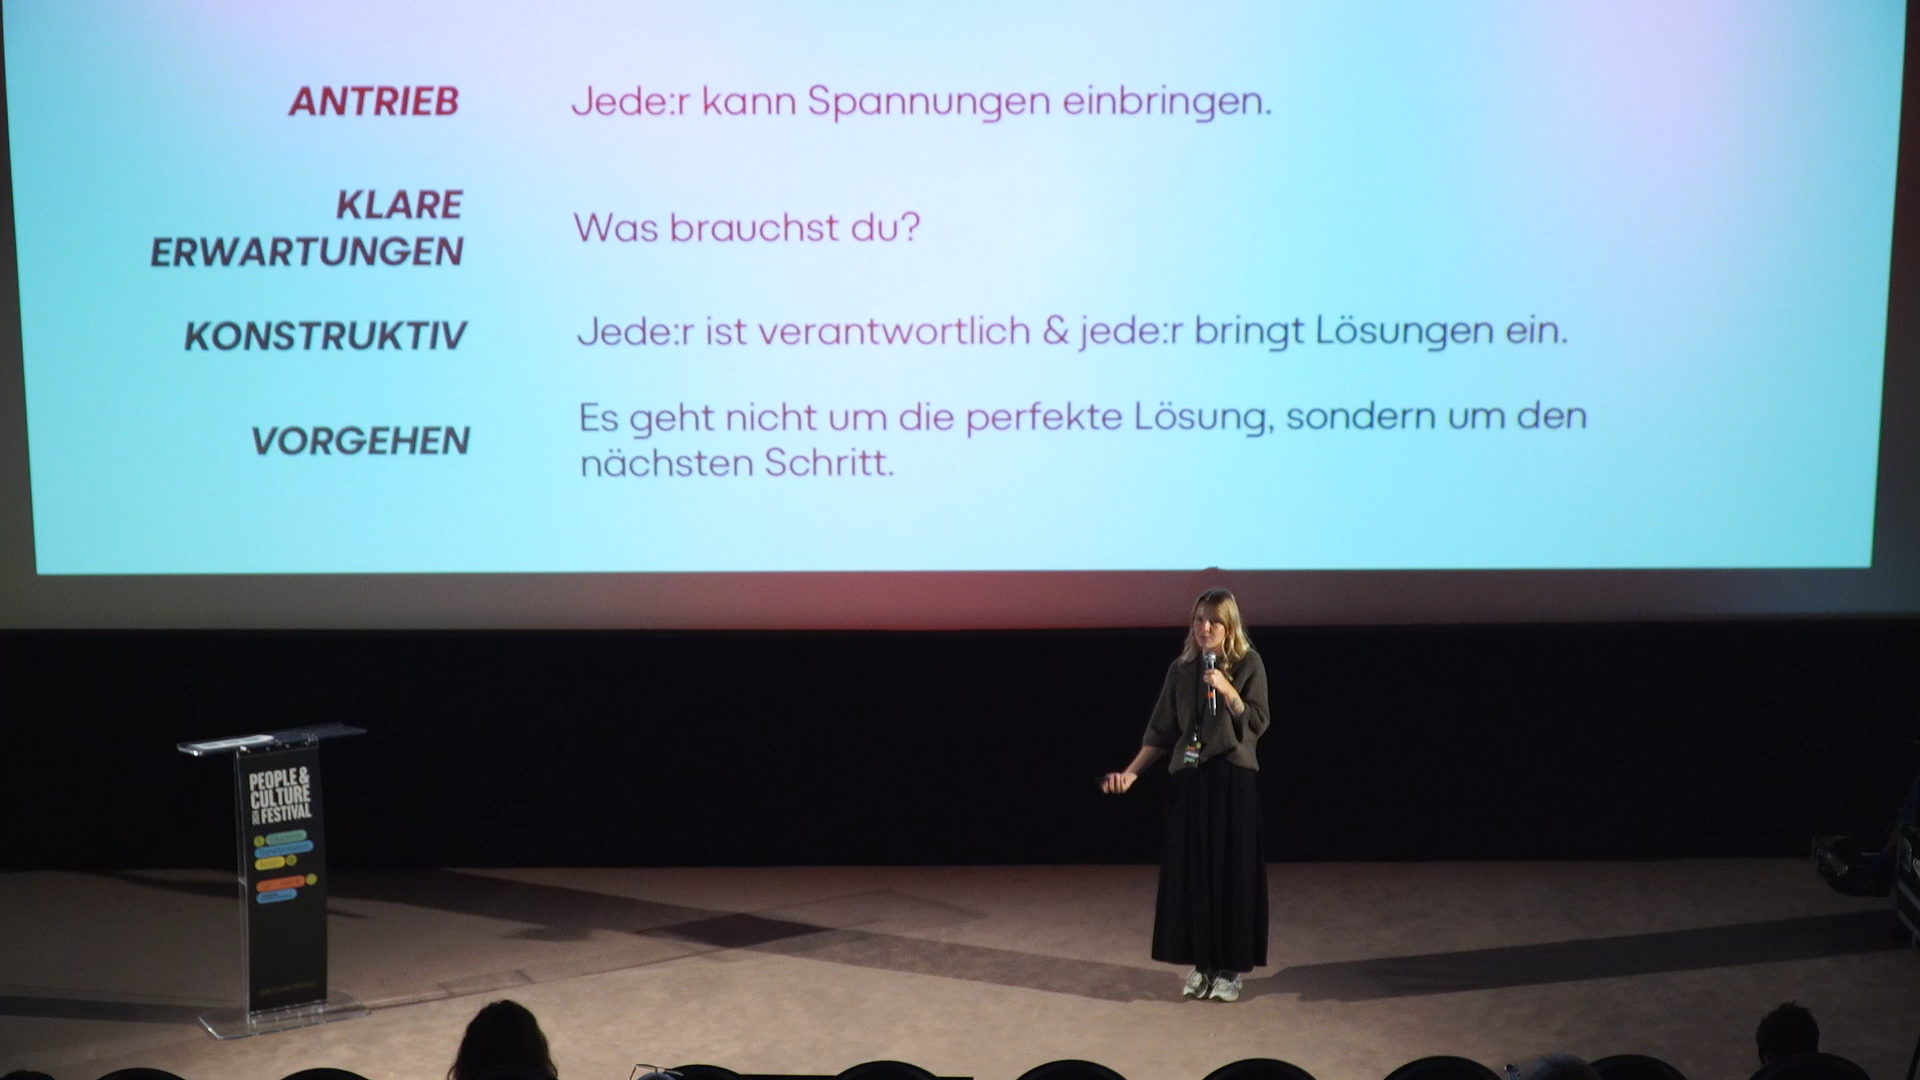 ANTRIEB
Jede:r kann Spannungen einbringen.
KLARE
ERWARTUNGEN
Was brauchst du?
KONSTRUKTIV
Jede:r ist verantwortlich & jede:r bringt Lösungen ein.
VORGEHEN
Es geht nicht um die perfekte Lösung, sondern um den
nächsten Schritt.
PEOPLE &
CULTURE
FESTIVAL